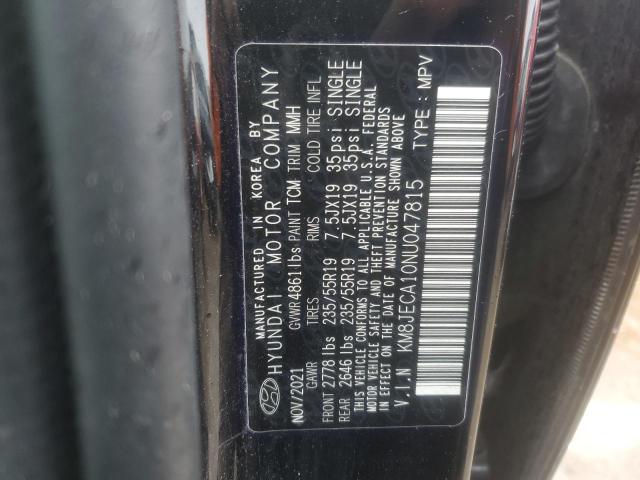 MANUFACTURED IN KOREA BY
HYUNDAI MOTOR COMPANY
NOV/2021 GVWR 4861 lbs PAINT TCM TRIM MMH
GAWR TIRES RIMS COLD TIRE INFL
FRONT 2778 lbs 235/55R19 7.5JX19 35psi SINGLE
REAR 2646 lbs 235/55R19 7.5JX19 35psi SINGLE
THIS VEHICLE CONFORMS TO ALL APPLICABLE U.S.A. FEDERAL
MOTOR VEHICLE SAFETY AND THEFT PREVENTION STANDARDS
IN EFFECT ON THE DATE OF MANUFACTURE SHOWN ABOVE
V.I.N KM8JECA10NU047815 TYPE : MPV